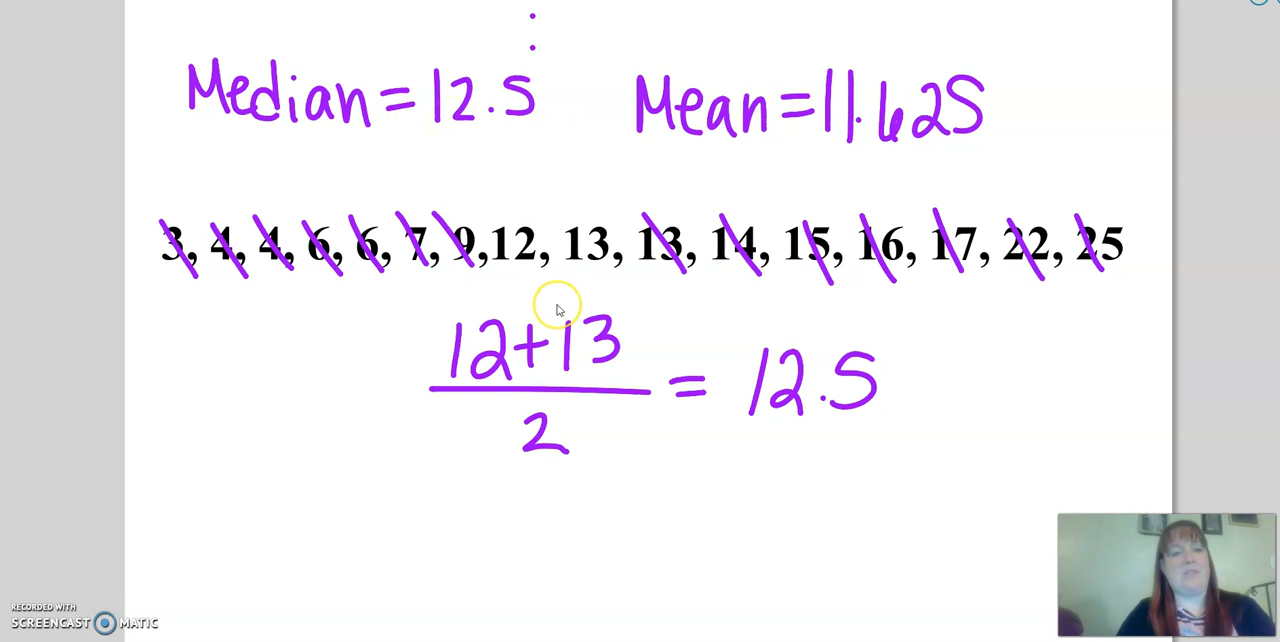 Median = 12.5 Mean = 11.625
3, 4, 4, 6, 6, 7, 9,12, 13, 13, 14, 15, 16, 17, 22, 25
12+13
2
= 12.5
RECORDED WITH
SCREENCAST MATIC